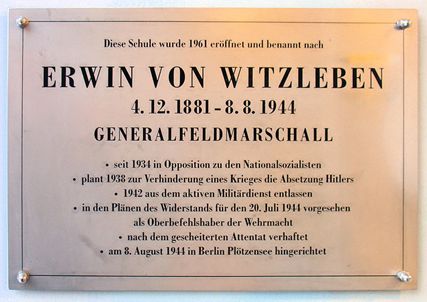 Diese Schule wurde 1961 eröffnet und benannt nach
ERWIN VON WITZLEBEN
4. 12. 1881 - 8. 8. 1944
GENERALFELDMARSCHALL
• seit 1934 in Opposition zu den Nationalsozialisten
• plant 1938 zur Verhinderung eines Krieges die Absetzung Hitlers
• 1942 aus dem aktiven Militärdienst entlassen
• in den Plänen des Widerstands für den 20. Juli 1944 vorgesehen
als Oberbefehlshaber der Wehrmacht
• nach dem gescheiterten Attentat verhaftet
• am 8. August 1944 in Berlin Plötzensee hingerichtet